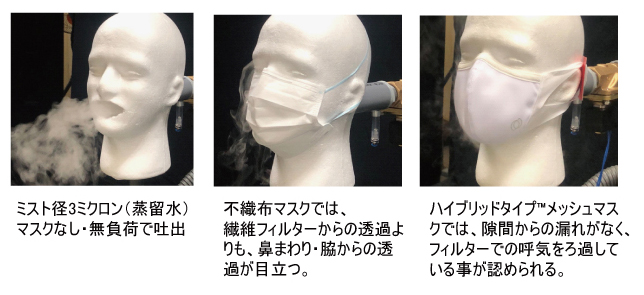 ミスト径3ミクロン（蒸留水）
マスクなし・無負荷で吐出
不織布マスクでは、
繊維フィルターからの透過よ
りも、鼻まわり・脇からの透
過が目立つ。
ハイブリッドタイプ™メッシュマス
クでは、隙間からの漏れがなく、
フィルターでの呼気をろ過して
いる事が認められる。